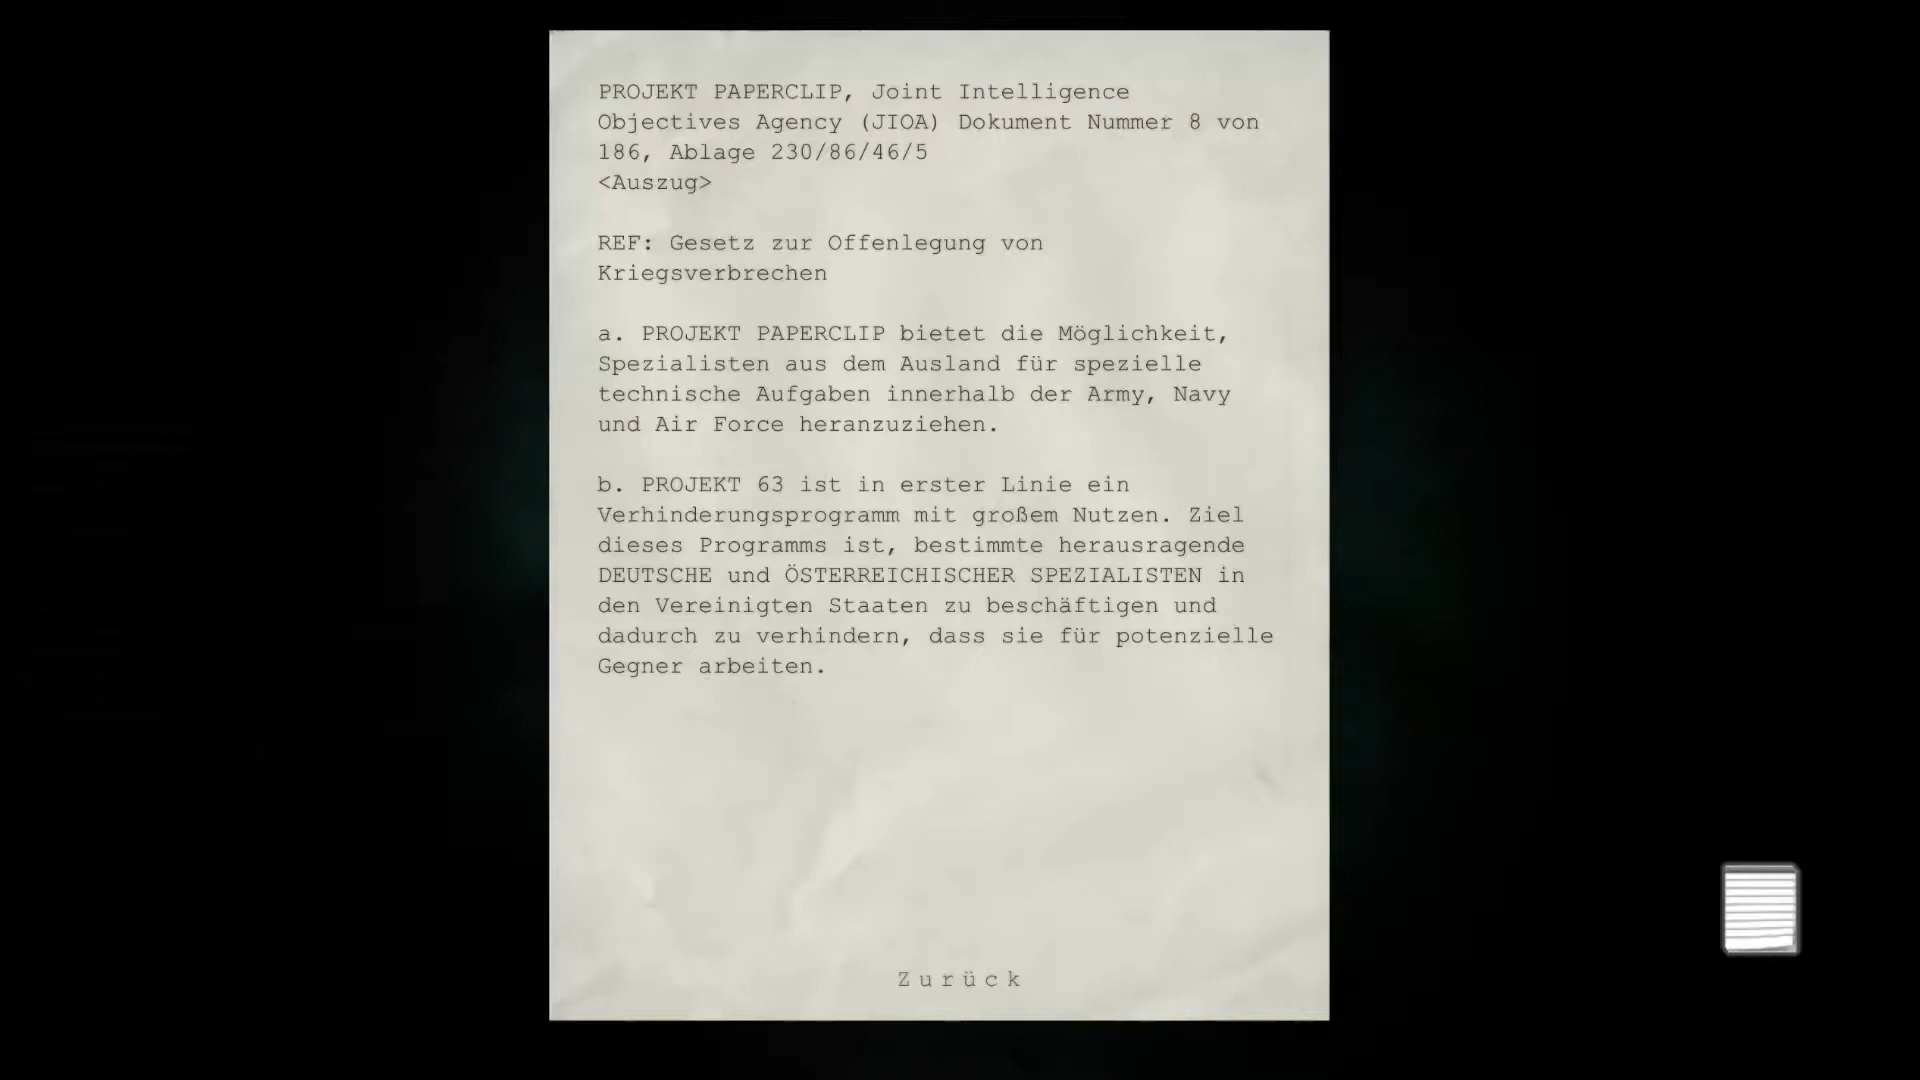 PROJEKT PAPERCLIP, Joint Intelligence
Objectives Agency (JIOA) Dokument Nummer 8 von
186, Ablage 230/86/46/5
<Auszug>
REF: Gesetz zur Offenlegung von
Kriegsverbrechen
a. PROJEKT PAPERCLIP bietet die Möglichkeit,
Spezialisten aus dem Ausland für spezielle
technische Aufgaben innerhalb der Army, Navy
und Air Force heranzuziehen.
b. PROJEKT 63 ist in erster Linie ein
Verhinderungsprogramm mit großem Nutzen. Ziel
dieses Programms ist, bestimmte herausragende
DEUTSCHE und ÖSTERREICHISCHER SPEZIALISTEN in
den Vereinigten Staaten zu beschäftigen und
dadurch zu verhindern, dass sie für potenzielle
Gegner arbeiten.
Zurück